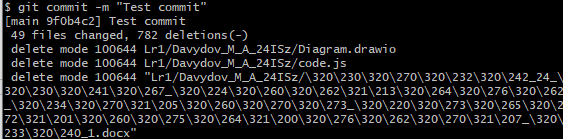 $ git commit -m "Test commit"
[main 9f0b4c2] Test commit
 49 files changed, 782 deletions(-)
 delete mode 100644 Lr1/Davydov_M_A_24ISz/Diagram.drawio
 delete mode 100644 Lr1/Davydov_M_A_24ISz/code.js
 delete mode 100644 "Lr1/Davydov_M_A_24ISz/\320\230\320\270\320\232\320\242_24_\
320\230\320\241\320\267_\320\224\320\260\320\262\321\213\320\264\320\276\320\262
_\320\234\320\270\321\205\320\260\320\270\320\273_\320\220\320\273\320\265\320\2
72\321\201\320\260\320\275\320\264\321\200\320\276\320\262\320\270\321\207_\320\
233\320\240_1.docx"